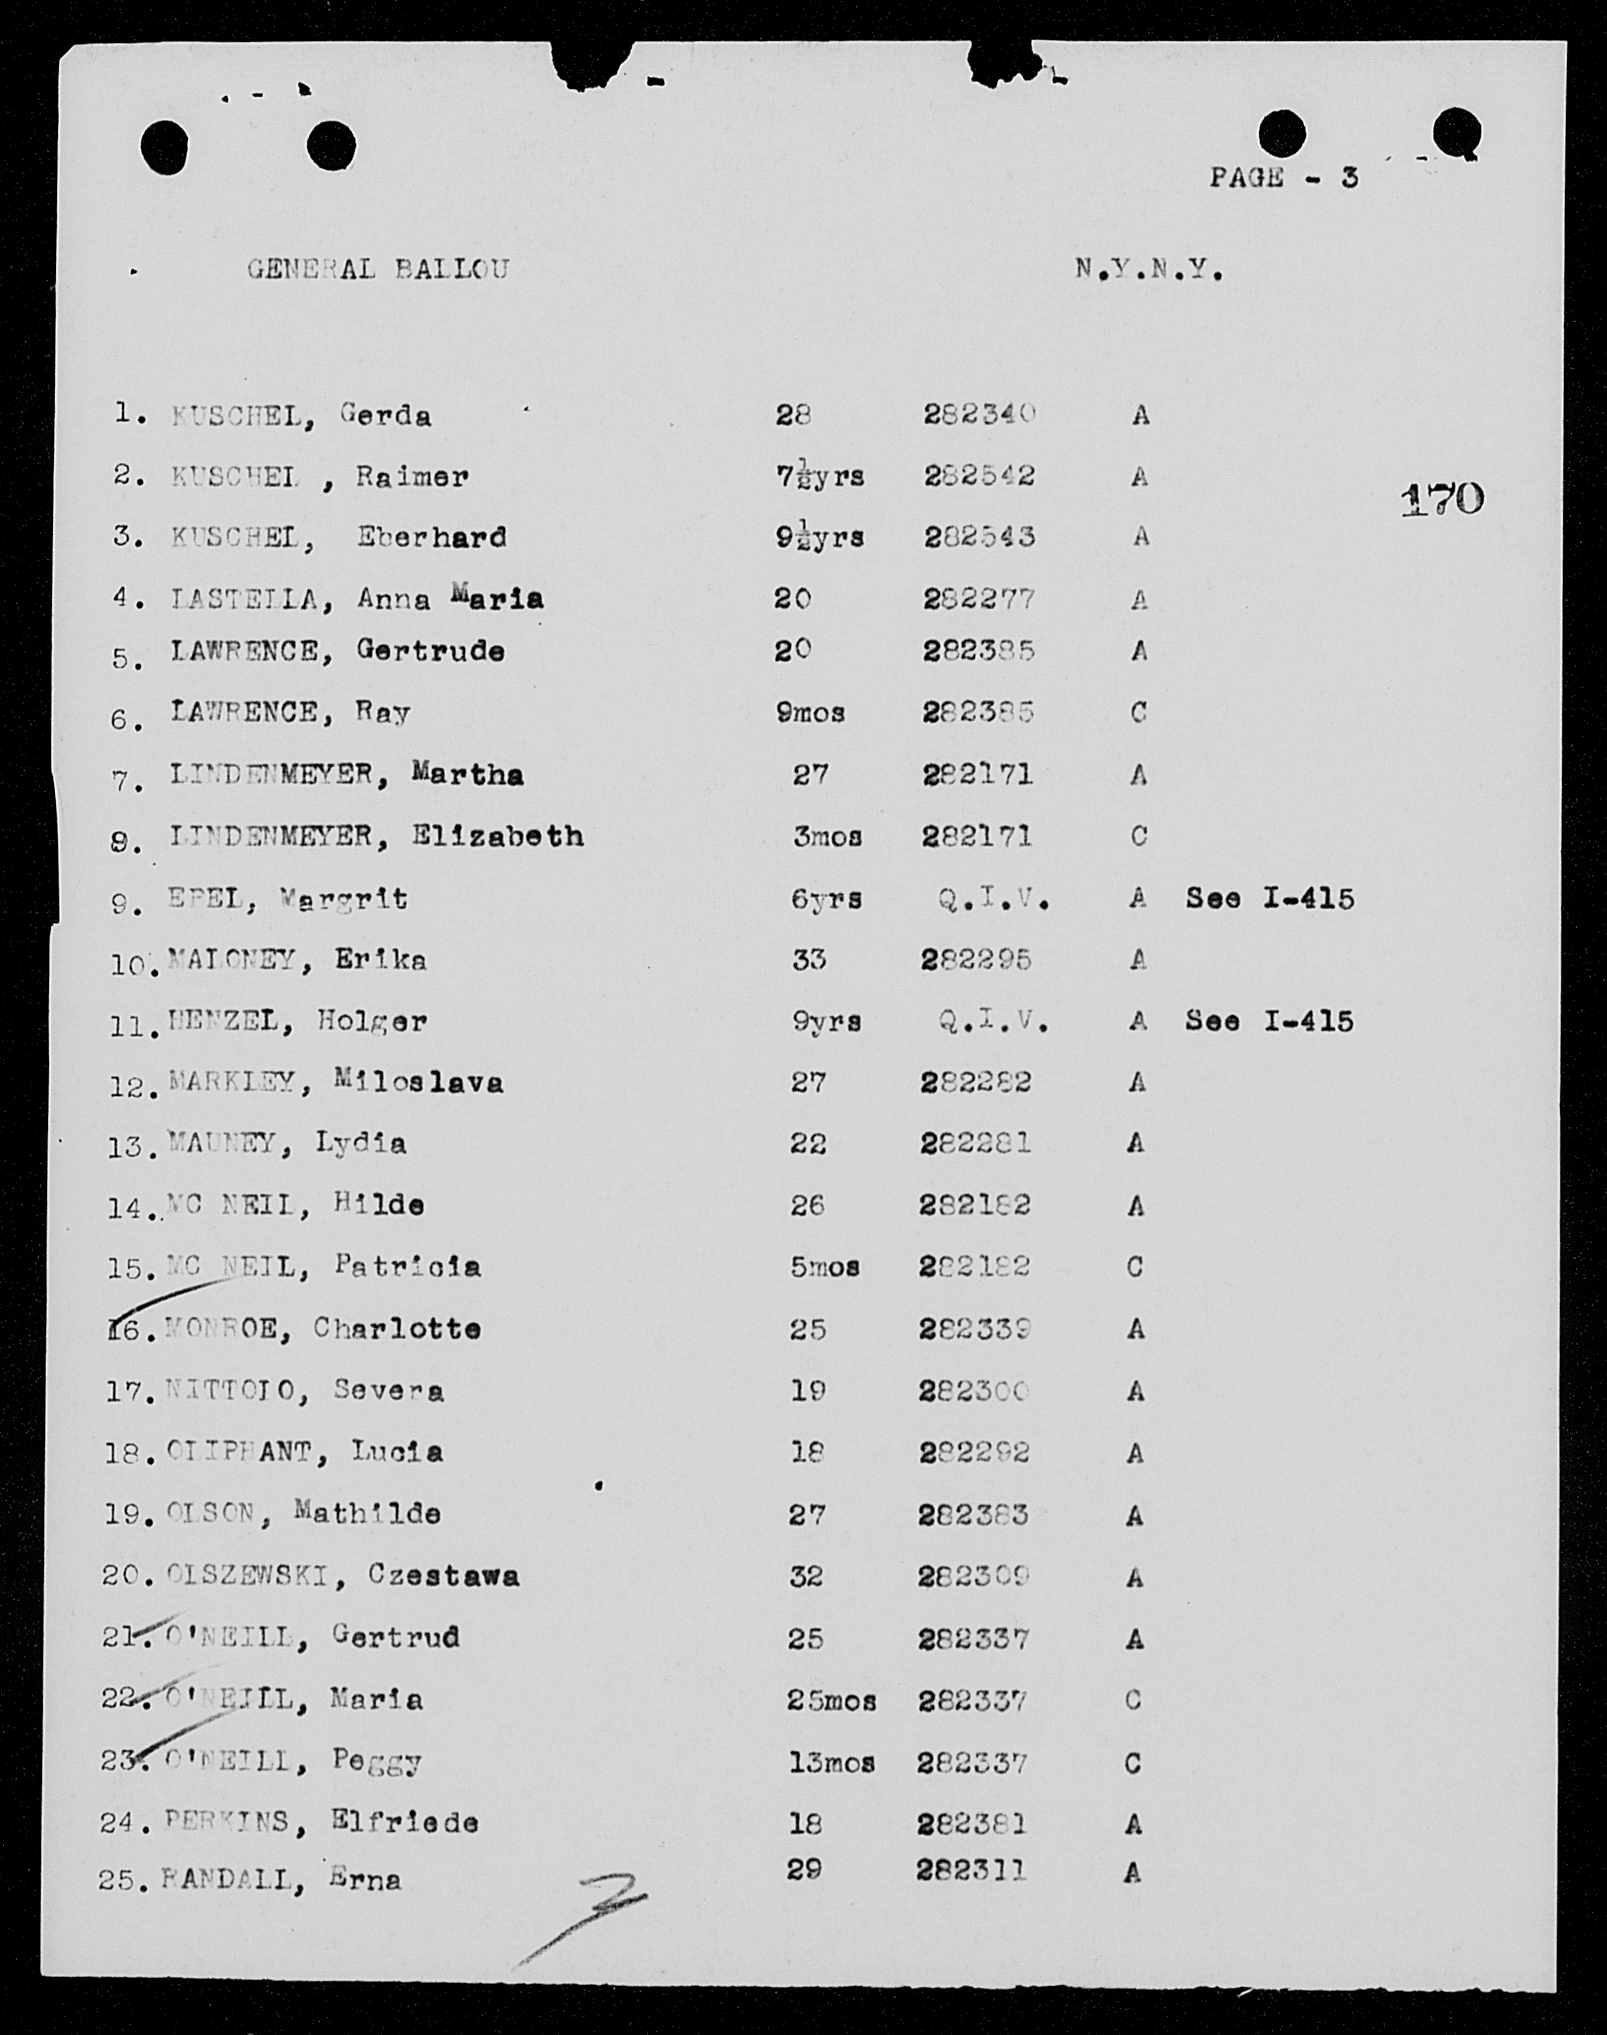 PAGE - 3
GENERAL BALLOU N.Y.N.Y.
1. KUSCHEL, Gerda 28 282340 A
2. KUSCHEL , Raimer 7½yrs 282542 A
170
3. KUSCHEL, Eberhard 9½yrs 282543 A
4. LASTELLA, Anna Maria 20 282277 A
5. LAWRENCE, Gertrude 20 282385 A
6. LAWRENCE, Ray 9mos 282385 C
7. LINDENMEYER, Martha 27 282171 A
8. LINDENMEYER, Elizabeth 3mos 282171 C
9. EPEL, Margrit 6yrs Q.I.V. A See I-415
10. MALONEY, Erika 33 282295 A
11. HENZEL, Holger 9yrs Q.I.V. A See I-415
12. MARKLEY, Miloslava 27 282282 A
13. MAUNEY, Lydia 22 282281 A
14. MC NEIL, Hilde 26 282182 A
15. MC NEIL, Patricia 5mos 282182 C
16. MONROE, Charlotte 25 282339 A
17. NITTOLO, Severa 19 282300 A
18. OLIPHANT, Lucia 18 282292 A
19. OLSON, Mathilde 27 282383 A
20. OLSZEWSKI, Czestawa 32 282309 A
21. O'NEILL, Gertrud 25 282337 A
22. O'NEILL, Maria 25mos 282337 C
23. O'NEILL, Peggy 13mos 282337 C
24. PERKINS, Elfriede 18 282381 A
25. RANDALL, Erna 29 282311 A